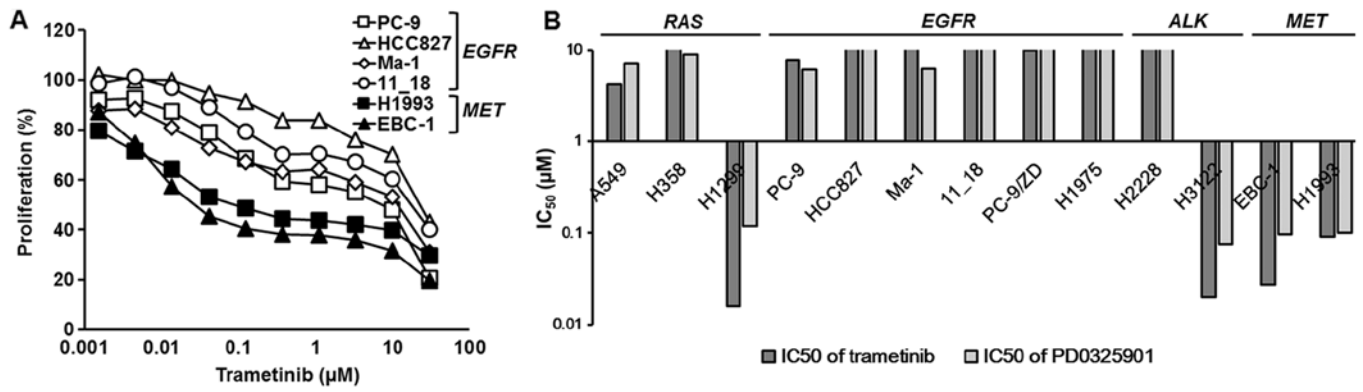 A
Proliferation (%)
120
100
80
60
40
20
0
0.001
0.01
0.1
1
10
100
Trametinib (µM)
PC-9
HCC827
Ma-1
11_18
EGFR
H1993
EBC-1
MET
B
RAS
EGFR
ALK
MET
IC50 (µM)
10
1
0.1
0.01
A549
H358
H1299
PC-9
HCC827
Ma-1
11_18
PC-9/ZD
H1975
H2228
H3122
EBC-1
H1993
IC50 of trametinib
IC50 of PD0325901